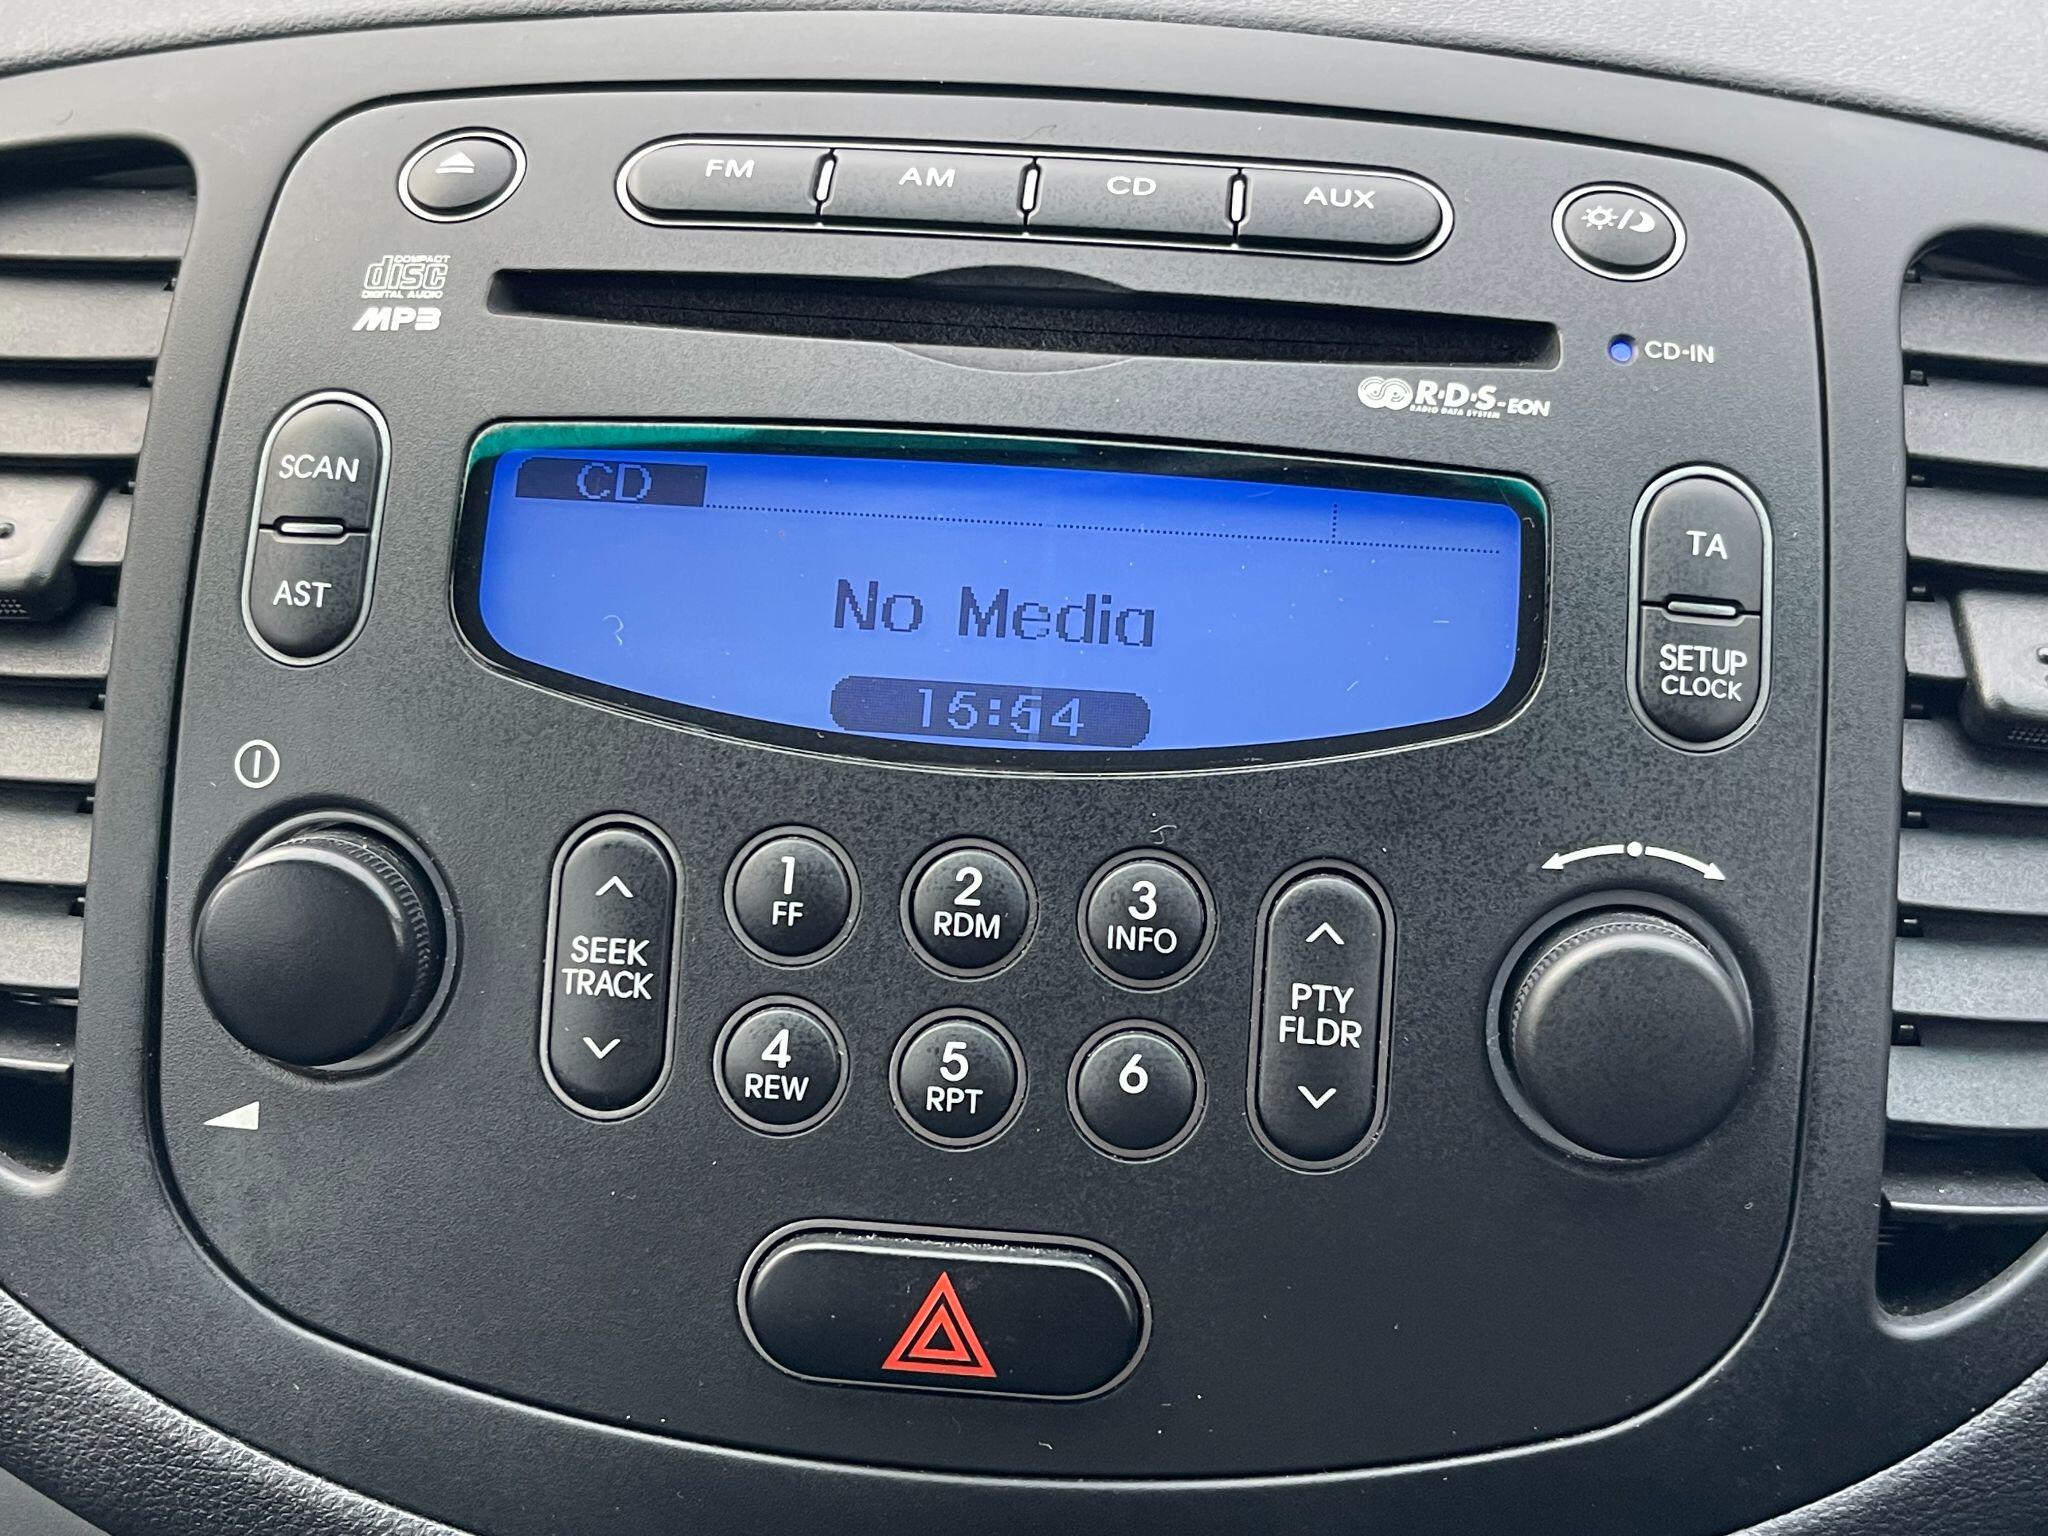 FM
AM
CD
AUX
COMPACT
disc
DIGITAL AUDIO
MP3
CD-IN
R·D·S-EON
RADIO DATA SYSTEM
SCAN
AST
CD
No Media
15:54
TA
SETUP
CLOCK
SEEK
TRACK
1
FF
2
RDM
3
INFO
4
REW
5
RPT
6
PTY
FLDR